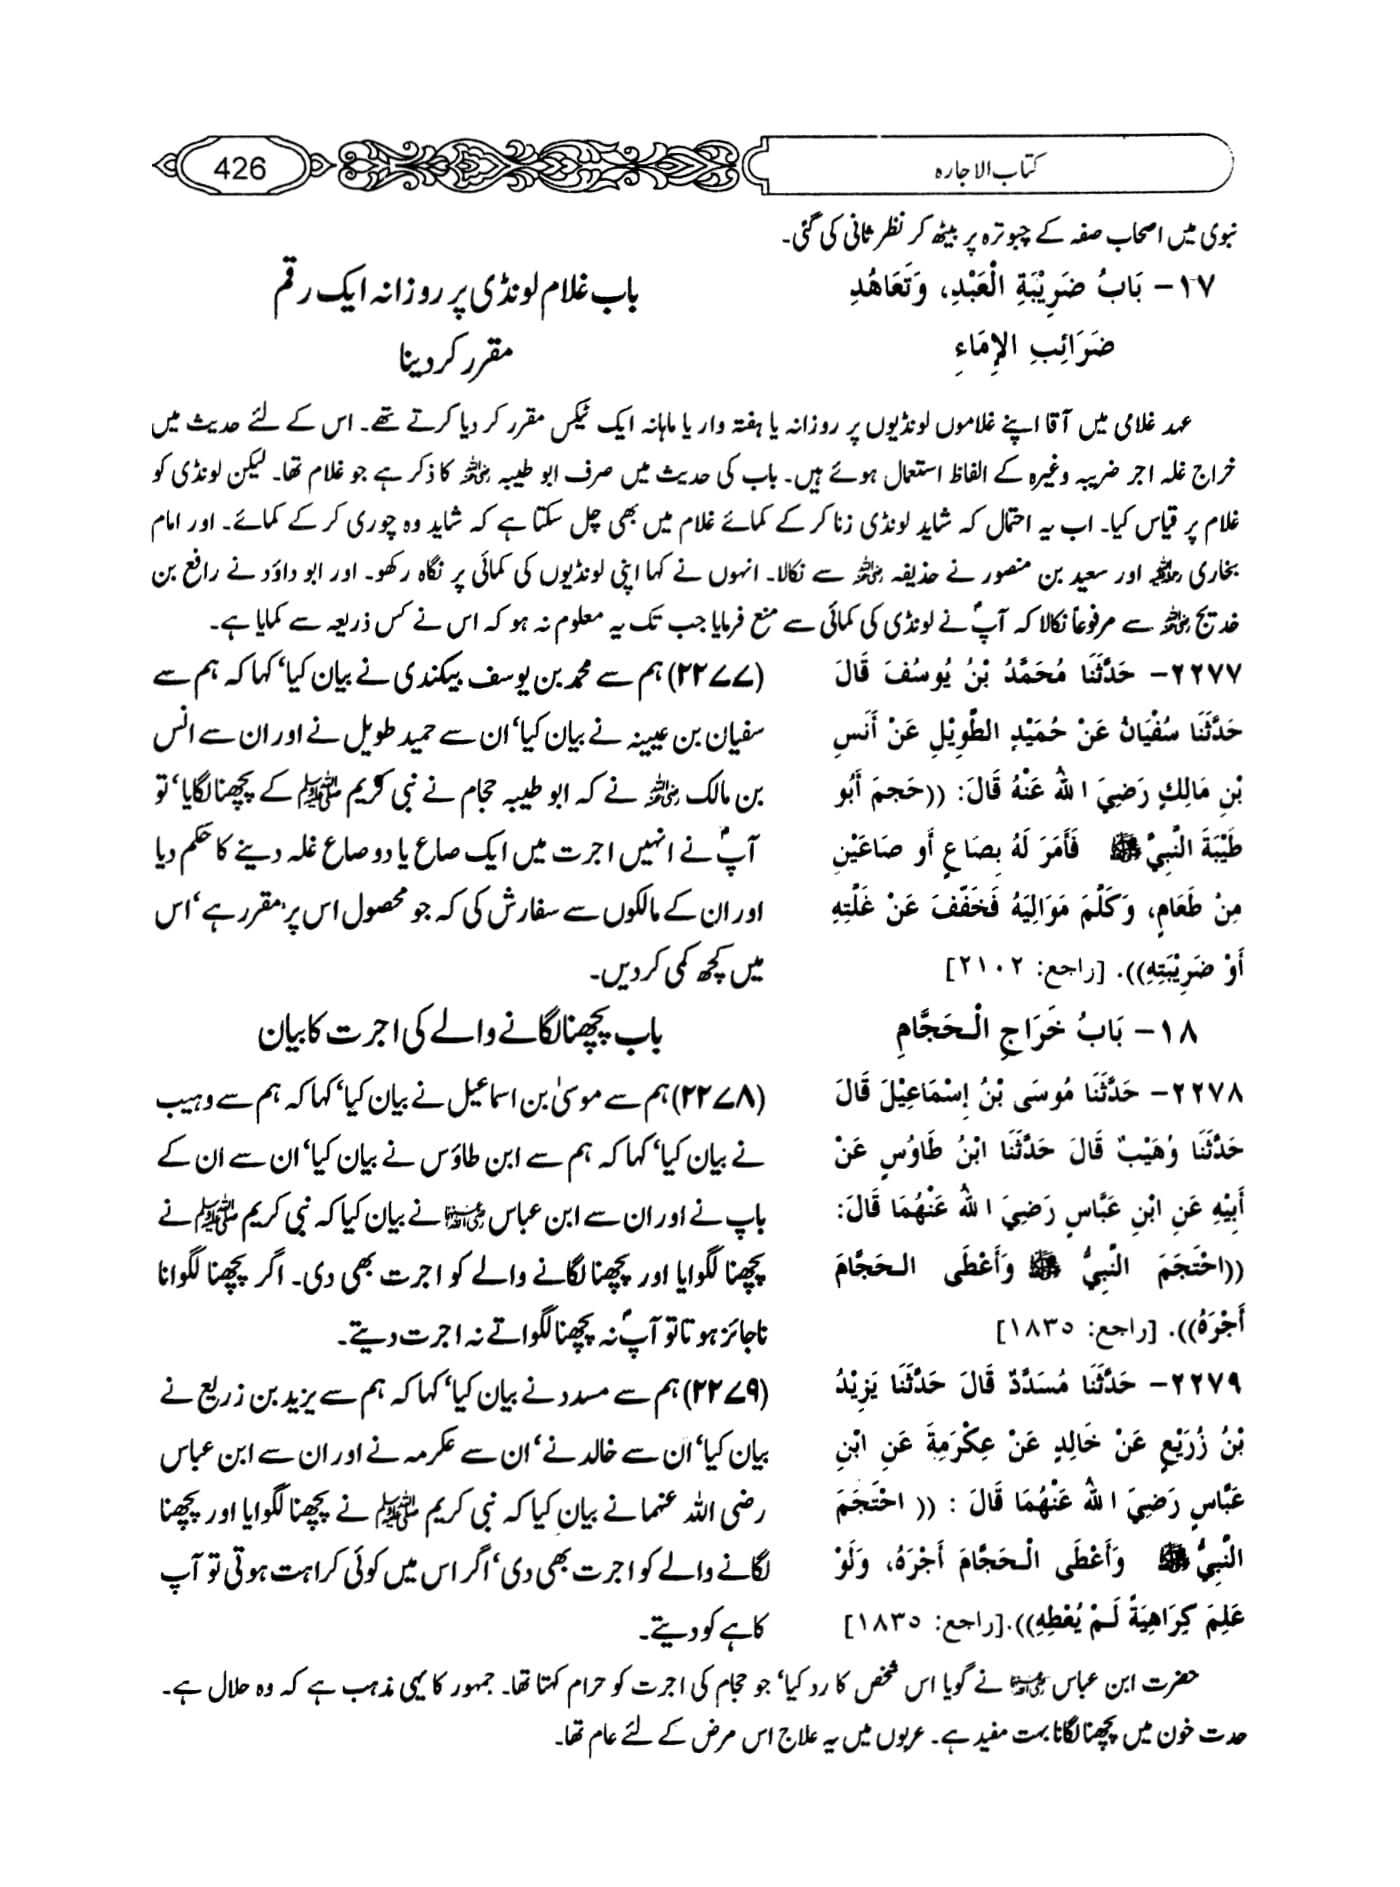 کتاب الاجارہ
426
نبوی میں اصحاب صفہ کے چبوترہ پر بیٹھ کر نظر ثانی کی گئی۔
١٧- بَابُ ضَرِيْبَةِ الْعَبْدِ، وَتَعَاهُدِ
ضَرَائِبِ الإِمَاءِ
باب غلام لونڈی پر روزانہ ایک رقم
مقرر کر دینا
عہد غلامی میں آقا اپنے غلاموں لونڈیوں پر روزانہ یا ہفتہ وار یا ماہانہ ایک ٹیکس مقرر کر دیا کرتے تھے۔ اس کے لئے حدیث میں
خراج غلہ اجر ضریبہ وغیرہ کے الفاظ استعمال ہوئے ہیں۔ باب کی حدیث میں صرف ابو طیبہ رضی اللہ عنہ کا ذکر ہے جو غلام تھا۔ لیکن لونڈی کو
غلام پر قیاس کیا۔ اب یہ احتمال کہ شاید لونڈی زنا کر کے کمائے غلام میں بھی چل سکتا ہے کہ شاید وہ چوری کر کے کمائے۔ اور امام
بخاری رحمہ اللہ اور سعید بن منصور نے حذیفہ رضی اللہ عنہ سے نکالا۔ انہوں نے کہا اپنی لونڈیوں کی کمائی پر نگاہ رکھو۔ اور ابو داؤد نے رافع بن
خدیج رضی اللہ عنہ سے مرفوعاً نکالا کہ آپؐ نے لونڈی کی کمائی سے منع فرمایا جب تک یہ معلوم نہ ہو کہ اس نے کس ذریعہ سے کمایا ہے۔
٢٢٧٧- حَدَّثَنَا مُحَمَّدُ بْنُ يُوسُفَ قَالَ
حَدَّثَنَا سُفْيَانُ عَنْ حُمَيْدٍ الطَّوِيْلِ عَنْ أَنَسِ
بْنِ مَالِكٍ رَضِيَ اللهُ عَنْهُ قَالَ: ((حَجَمَ أَبُو
طَيْبَةَ النَّبِيَّ ﷺ فَأَمَرَ لَهُ بِصَاعٍ أَو صَاعَيْنِ
مِنْ طَعَامٍ، وَكَلَّمَ مَوَالِيَهُ فَخَفَّفَ عَنْ غَلَّتِهِ
أَوْ ضَرِيْبَتِهِ)). [راجع: ٢١٠٢]
(۲۲۷۷) ہم سے محمد بن یوسف بیکندی نے بیان کیا‘ کہا کہ ہم سے
سفیان بن عیینہ نے بیان کیا‘ ان سے حمید طویل نے اور ان سے انس
بن مالک رضی اللہ عنہ نے کہ ابو طیبہ حجام نے نبی کریم ﷺ کے پچھنا لگایا‘ تو
آپؐ نے انہیں اجرت میں ایک صاع یا دو صاع غلہ دینے کا حکم دیا
اور ان کے مالکوں سے سفارش کی کہ جو محصول اس پر مقرر ہے‘ اس
میں کچھ کمی کر دیں۔
١٨- بَابُ خَرَاجِ الْحَجَّامِ
باب پچھنا لگانے والے کی اجرت کا بیان
٢٢٧٨- حَدَّثَنَا مُوسَى بْنُ إِسْمَاعِيْلَ قَالَ
حَدَّثَنَا وُهَيْبٌ قَالَ حَدَّثَنَا ابْنُ طَاوُسٍ عَنْ
أَبِيْهِ عَنِ ابْنِ عَبَّاسٍ رَضِيَ اللهُ عَنْهُمَا قَالَ:
((احْتَجَمَ النَّبِيُّ ﷺ وَأَعْطَى الْحَجَّامَ
أَجْرَهُ)). [راجع: ١٨٣٥]
(۲۲۷۸) ہم سے موسیٰ بن اسماعیل نے بیان کیا‘ کہا کہ ہم سے وہیب
نے بیان کیا‘ کہا کہ ہم سے ابن طاؤس نے بیان کیا‘ ان سے ان کے
باپ نے اور ان سے ابن عباس رضی اللہ عنہما نے بیان کیا کہ نبی کریم ﷺ نے
پچھنا لگوایا اور پچھنا لگانے والے کو اجرت بھی دی۔ اگر پچھنا لگوانا
ناجائز ہوتا تو آپؐ نہ پچھنا لگواتے نہ اجرت دیتے۔
٢٢٧٩- حَدَّثَنَا مُسَدَّدٌ قَالَ حَدَّثَنَا يَزِيْدُ
بْنُ زُرَيْعٍ عَنْ خَالِدٍ عَنْ عِكْرِمَةَ عَنِ ابْنِ
عَبَّاسٍ رَضِيَ اللهُ عَنْهُمَا قَالَ : ((احْتَجَمَ
النَّبِيُّ ﷺ وَأَعْطَى الْحَجَّامَ أَجْرَهُ، وَلَوْ
عَلِمَ كِرَاهِيَةً لَمْ يُعْطِهِ)).[راجع: ١٨٣٥]
(۲۲۷۹) ہم سے مسدد نے بیان کیا‘ کہا کہ ہم سے یزید بن زریع نے
بیان کیا‘ ان سے خالد نے‘ ان سے عکرمہ نے اور ان سے ابن عباس
رضی اللہ عنہما نے بیان کیا کہ نبی کریم ﷺ نے پچھنا لگوایا اور پچھنا
لگانے والے کو اجرت بھی دی‘ اگر اس میں کوئی کراہت ہوتی تو آپ
کاہے کو دیتے۔
حضرت ابن عباس رضی اللہ عنہما نے گویا اس شخص کا رد کیا‘ جو حجام کی اجرت کو حرام کہتا تھا۔ جمہور کا یہی مذہب ہے کہ وہ حلال ہے۔
حدت خون میں پچھنا لگانا بہت مفید ہے۔ عربوں میں یہ علاج اس مرض کے لئے عام تھا۔